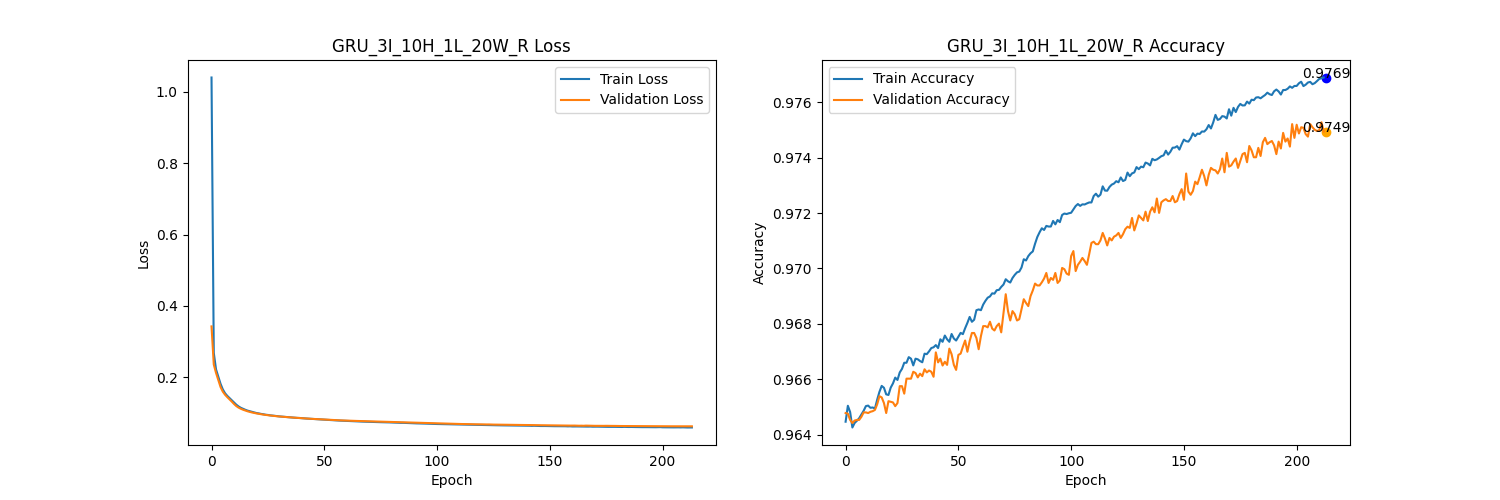 GRU_3I_10H_1L_20W_R Loss
Train Loss
Validation Loss
1.0
0.8
0.6
0.4
0.2
Loss
0
50
100
150
200
Epoch
GRU_3I_10H_1L_20W_R Accuracy
Train Accuracy
Validation Accuracy
0.9769
0.9749
0.976
0.974
0.972
0.970
0.968
0.966
0.964
Accuracy
0
50
100
150
200
Epoch